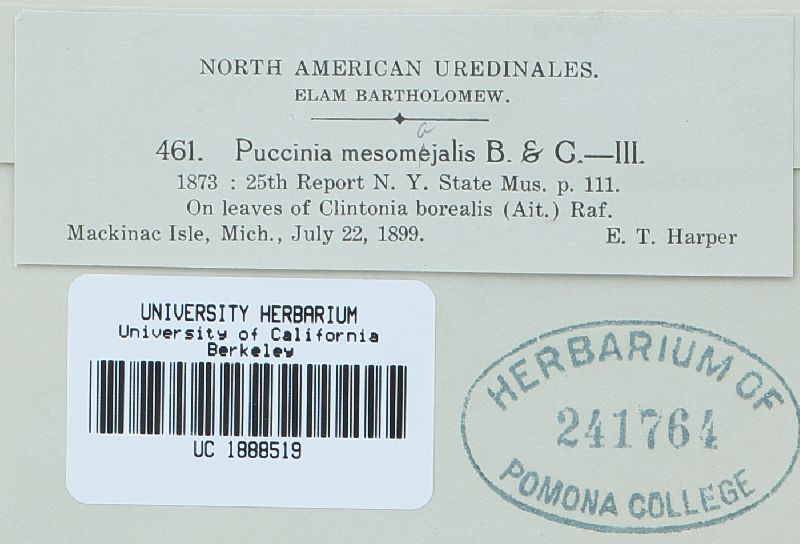 NORTH AMERICAN UREDINALES.
ELAM BARTHOLOMEW.
a
461. Puccinia mesomejalis B. & C.—III.
1873 : 25th Report N. Y. State Mus. p. 111.
On leaves of Clintonia borealis (Ait.) Raf.
Mackinac Isle, Mich., July 22, 1899. E. T. Harper
UNIVERSITY HERBARIUM
University of California
Berkeley
UC 1888519
HERBARIUM OF
241764
POMONA COLLEGE